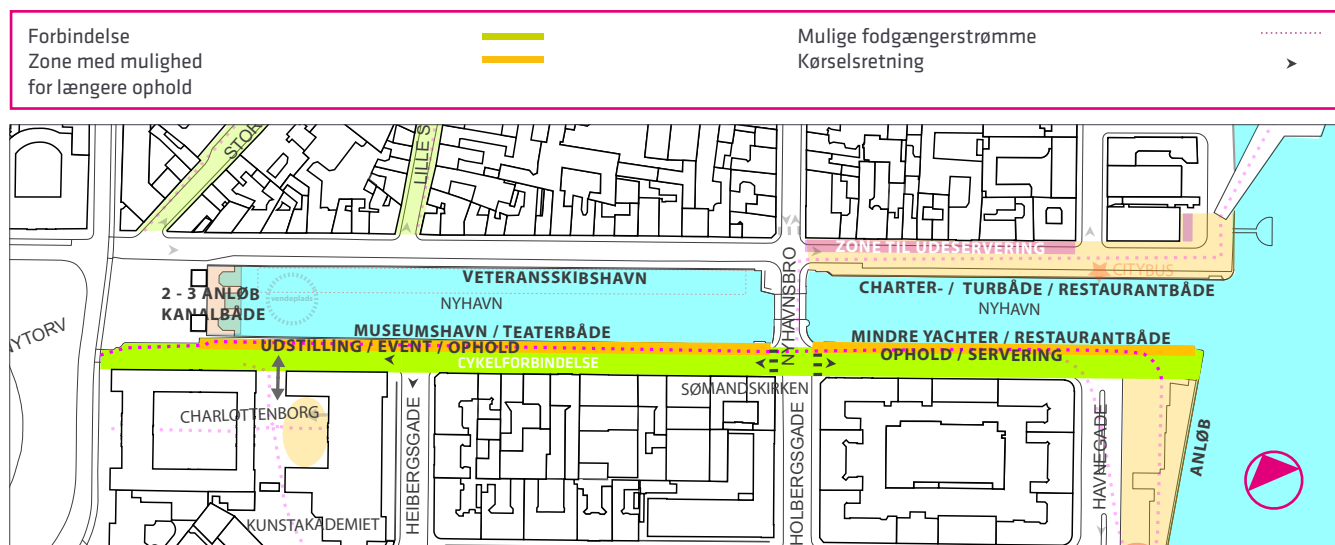 Forbindelse
Zone med mulighed
for længere ophold
Mulige fodgængerstrømme
Kørselsretning
STOR
LILLE S
ZONE TIL UDESERVERING
CITYBUS
VETERANSSKIBSHAVN
2 - 3 ANLØB
KANALBÅDE
vendeplads
NYHAVN
NYHAVNSBRO
CHARTER- / TURBÅDE / RESTAURANTBÅDE
NYHAVN
YTORV
MUSEUMSHAVN / TEATERBÅDE
UDSTILLING / EVENT / OPHOLD
MINDRE YACHTER / RESTAURANTBÅDE
OPHOLD / SERVERING
CYKELFORBINDELSE
SØMANDSKIRKEN
CHARLOTTENBORG
HEIBERGSGADE
HOLBERGSGADE
HAVNEGADE
ANLØB
KUNSTAKADEMIET